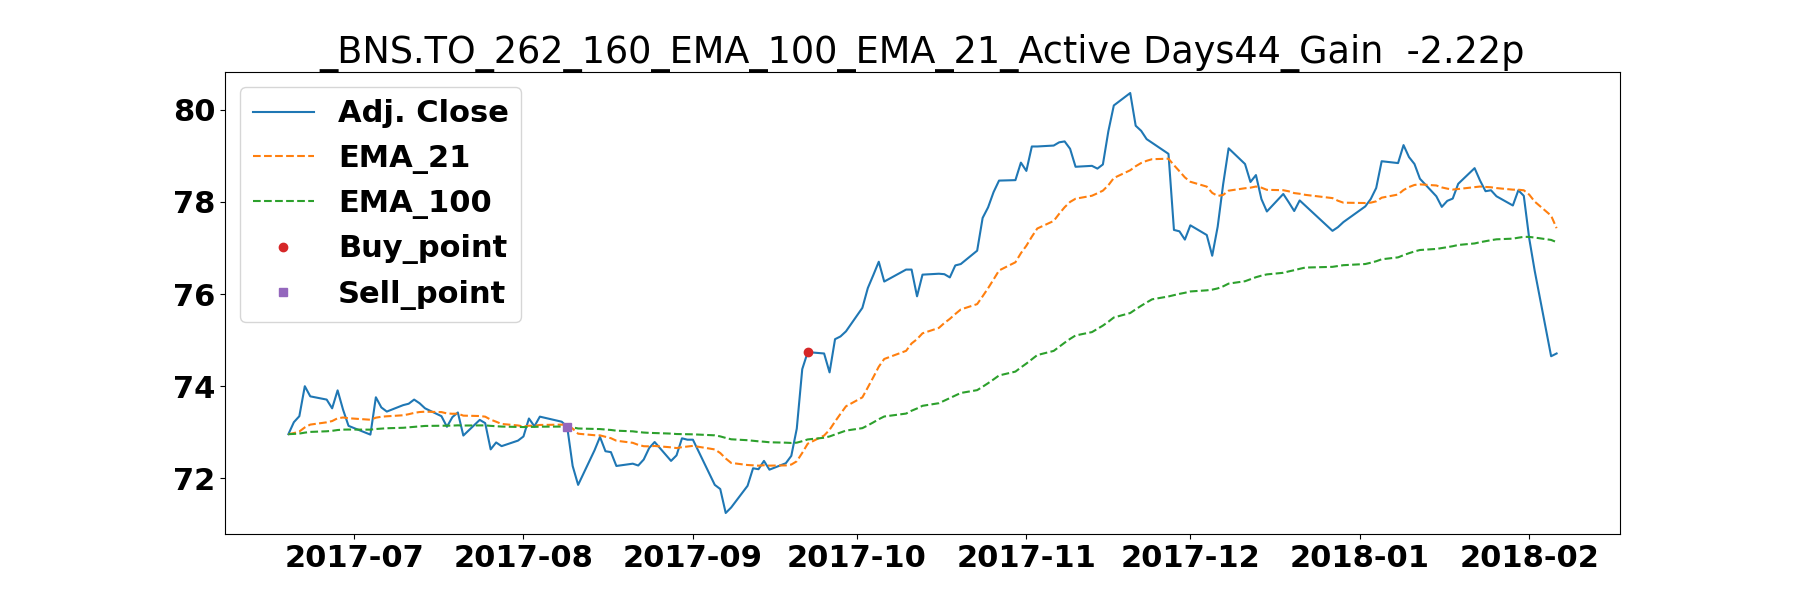 _BNS.TO_262_160_EMA_100_EMA_21_Active Days44_Gain  -2.22p
Adj. Close
EMA_21
EMA_100
Buy_point
Sell_point
80
78
76
74
72
2017-07 2017-08 2017-09 2017-10 2017-11 2017-12 2018-01 2018-02